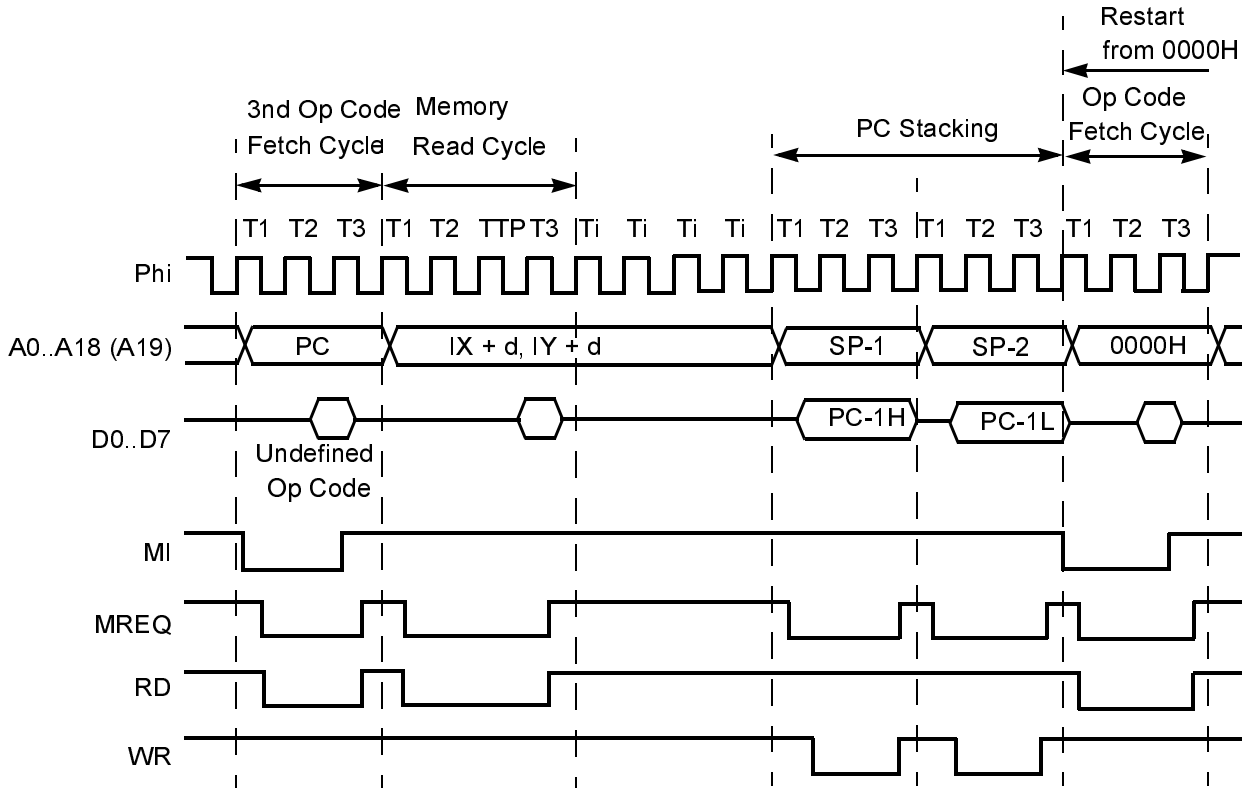 Restart
from 0000H
3nd Op Code
Fetch Cycle
Memory
Read Cycle
PC Stacking
Op Code
Fetch Cycle
T1 T2 T3 T1 T2 TTP T3 Ti Ti Ti Ti T1 T2 T3 T1 T2 T3 T1 T2 T3
Phi
A0..A18 (A19) PC IX + d, IY + d SP-1 SP-2 0000H
D0..D7 PC-1H PC-1L
Undefined
Op Code
MI
MREQ
RD
WR